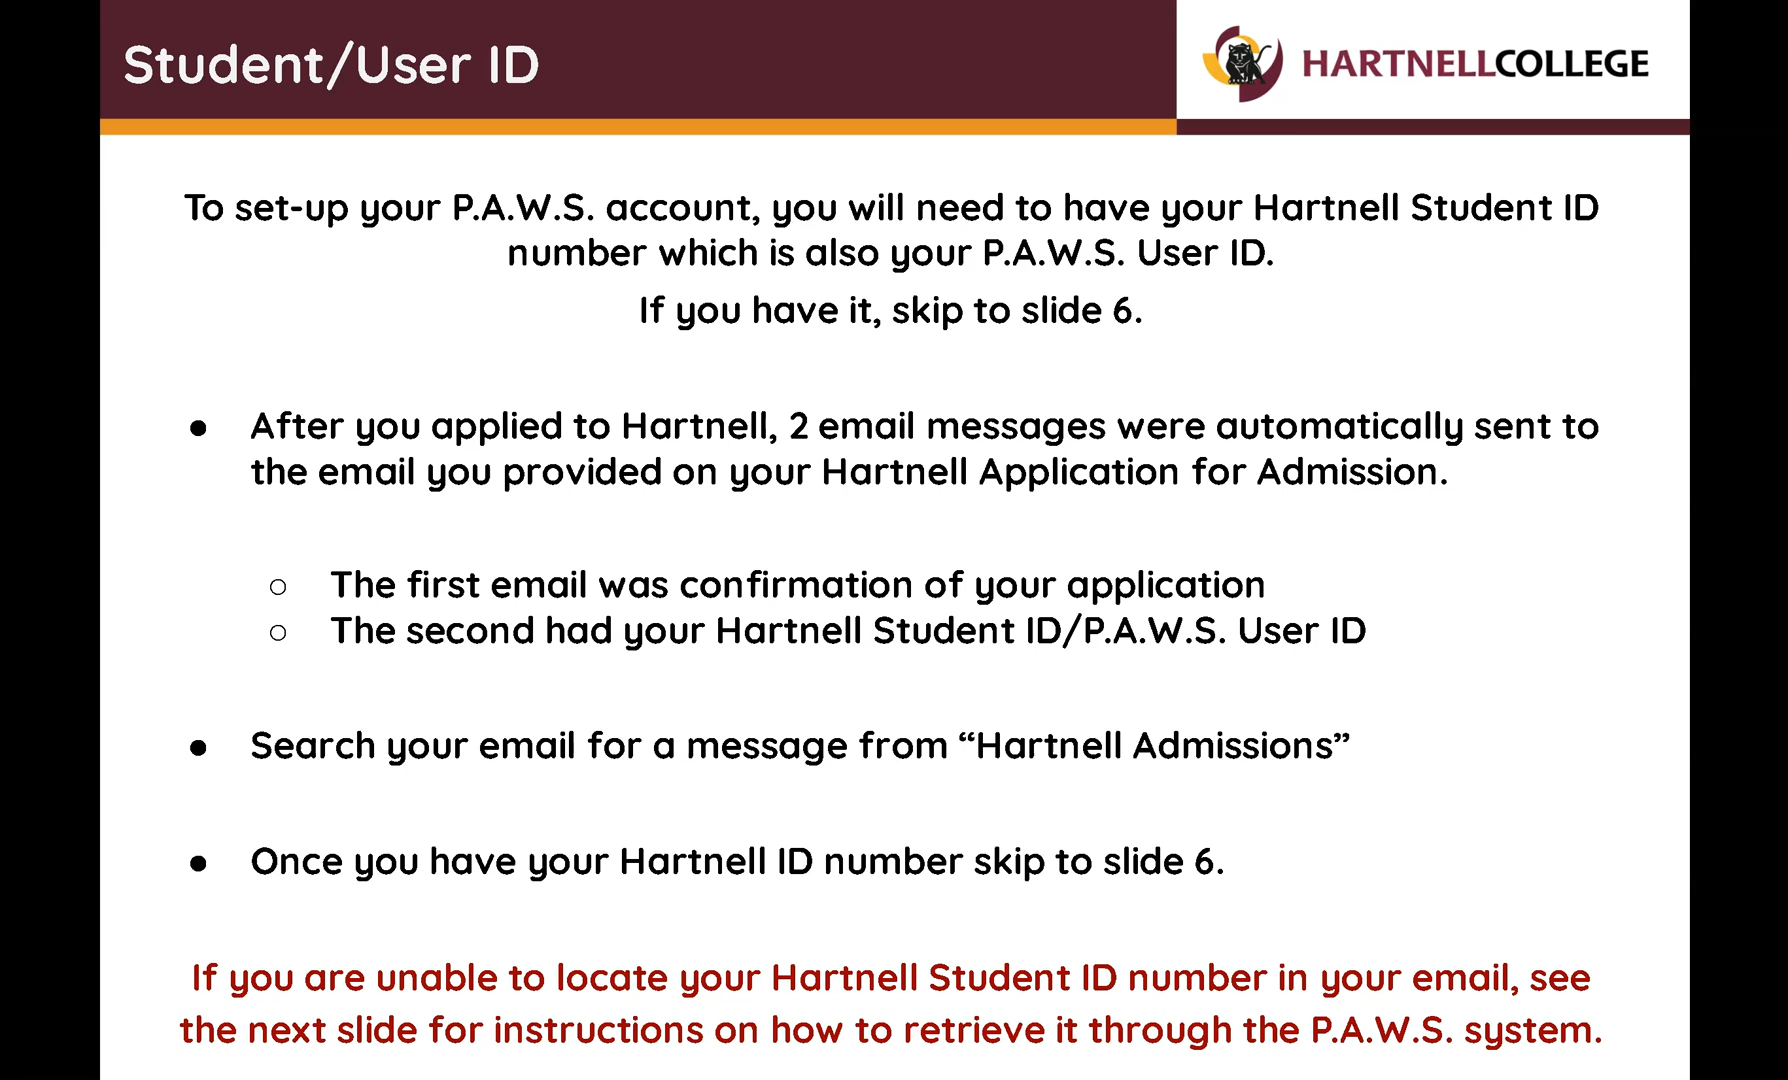 Student/User ID
HARTNELLCOLLEGE
To set-up your P.A.W.S. account, you will need to have your Hartnell Student ID
number which is also your P.A.W.S. User ID.
If you have it, skip to slide 6.
● After you applied to Hartnell, 2 email messages were automatically sent to
the email you provided on your Hartnell Application for Admission.
○ The first email was confirmation of your application
○ The second had your Hartnell Student ID/P.A.W.S. User ID
● Search your email for a message from “Hartnell Admissions”
● Once you have your Hartnell ID number skip to slide 6.
If you are unable to locate your Hartnell Student ID number in your email, see
the next slide for instructions on how to retrieve it through the P.A.W.S. system.